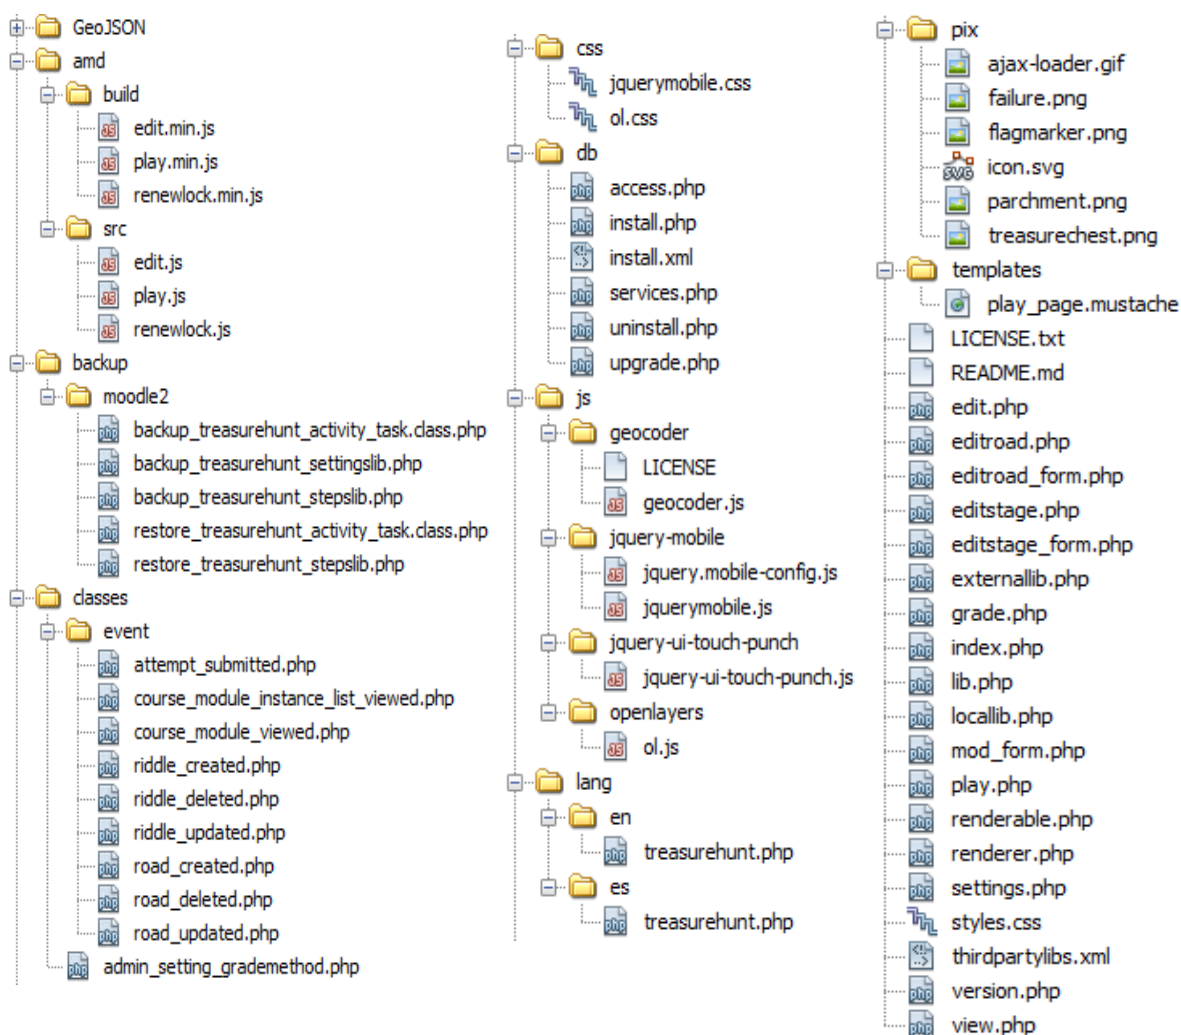 GeoJSON
amd
build
edit.min.js
play.min.js
renewlock.min.js
src
edit.js
play.js
renewlock.js
backup
moodle2
backup_treasurehunt_activity_task.class.php
backup_treasurehunt_settingslib.php
backup_treasurehunt_stepslib.php
restore_treasurehunt_activity_task.class.php
restore_treasurehunt_stepslib.php
classes
event
attempt_submitted.php
course_module_instance_list_viewed.php
course_module_viewed.php
riddle_created.php
riddle_deleted.php
riddle_updated.php
road_created.php
road_deleted.php
road_updated.php
admin_setting_grademethod.php
css
jquerymobile.css
ol.css
db
access.php
install.php
install.xml
services.php
uninstall.php
upgrade.php
js
geocoder
LICENSE
geocoder.js
jquery-mobile
jquery.mobile-config.js
jquerymobile.js
jquery-ui-touch-punch
jquery-ui-touch-punch.js
openlayers
ol.js
lang
en
treasurehunt.php
es
treasurehunt.php
pix
ajax-loader.gif
failure.png
flagmarker.png
icon.svg
parchment.png
treasurechest.png
templates
play_page.mustache
LICENSE.txt
README.md
edit.php
editroad.php
editroad_form.php
editstage.php
editstage_form.php
externallib.php
grade.php
index.php
lib.php
locallib.php
mod_form.php
play.php
renderable.php
renderer.php
settings.php
styles.css
thirdpartylibs.xml
version.php
view.php